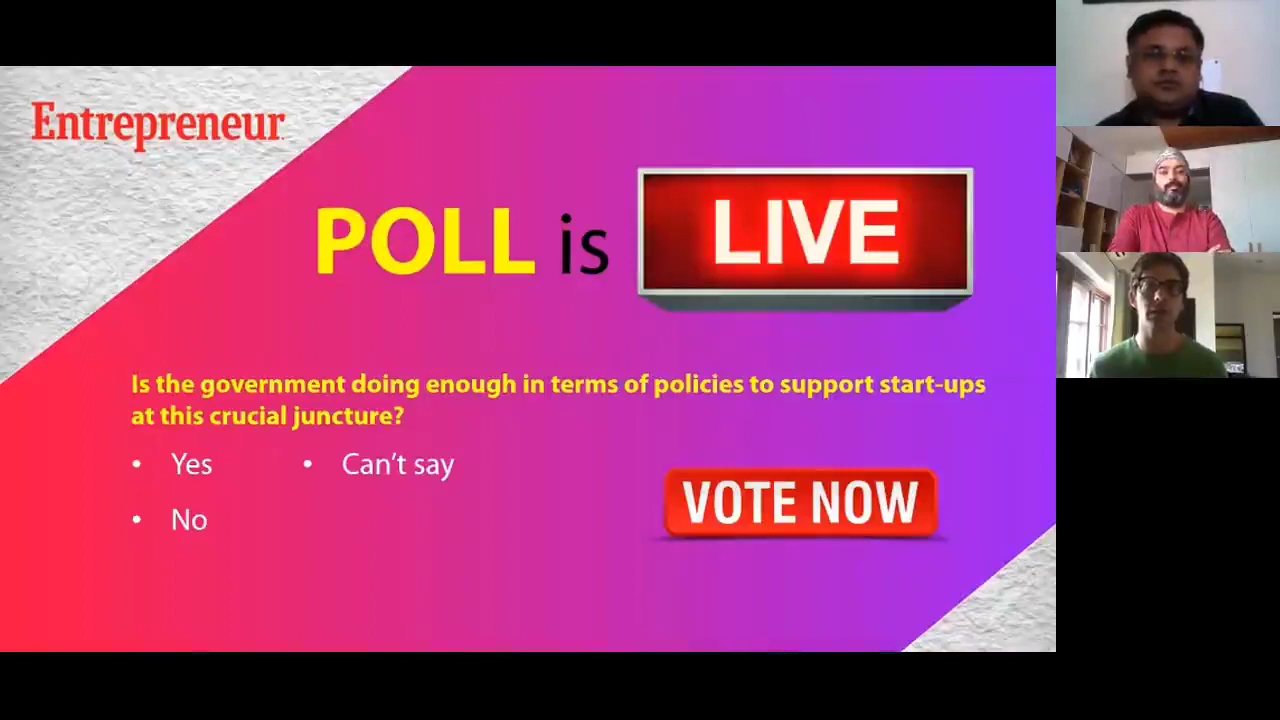 Entrepreneur
POLL is LIVE
Is the government doing enough in terms of policies to support start-ups
at this crucial juncture?
• Yes • Can't say
• No
VOTE NOW